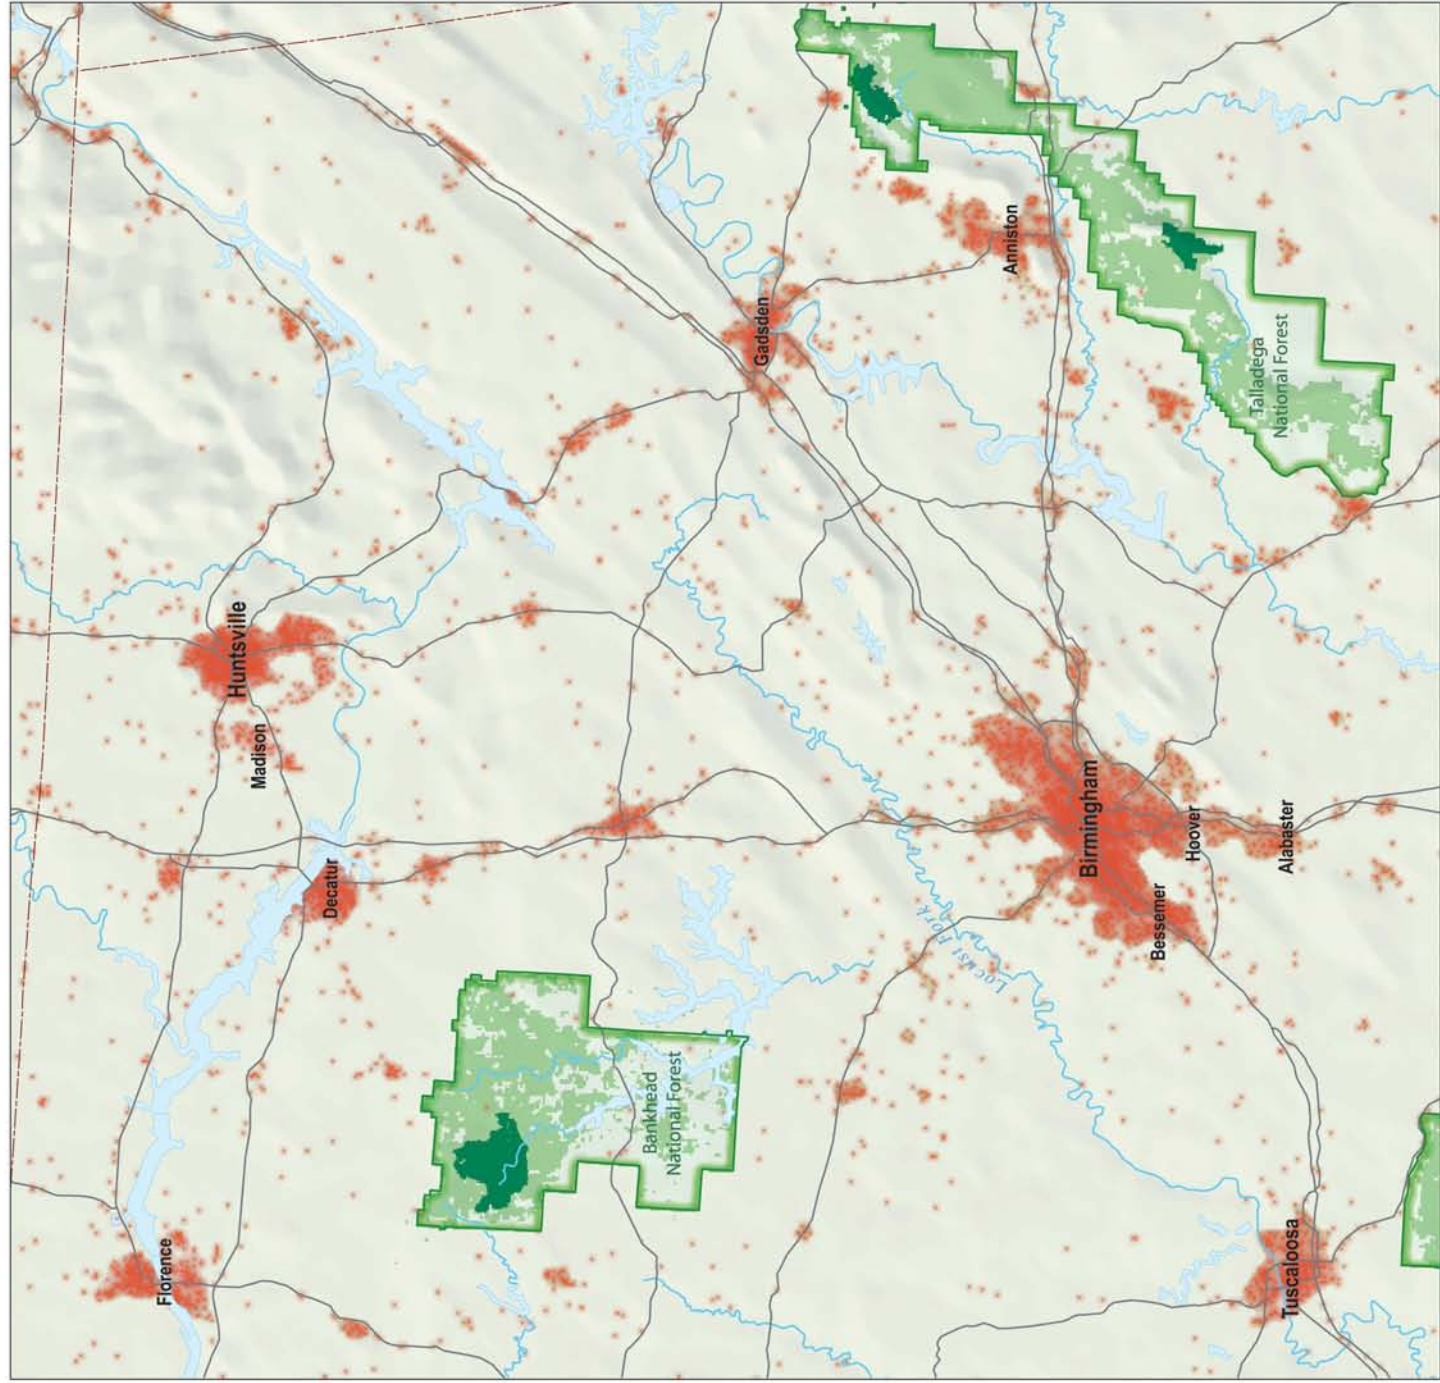 Huntsville
Madison
Florence
Decatur
Gadsden
Anniston
Bankhead
National Forest
Talladega
National Forest
Locust Fork
Birmingham
Bessemer
Hoover
Alabaster
Tuscaloosa